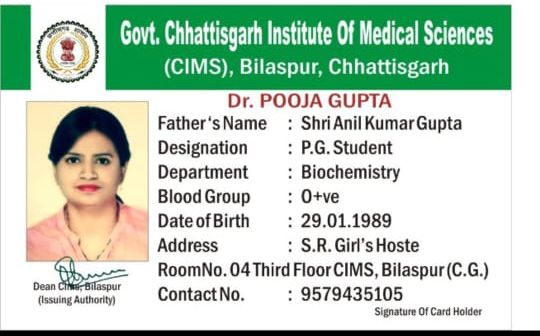 Govt. Chhattisgarh Institute Of Medical Sciences
(CIMS), Bilaspur, Chhattisgarh
Dr. POOJA GUPTA
Father's Name : Shri Anil Kumar Gupta
Designation : P.G. Student
Department : Biochemistry
Blood Group : O+ve
Date of Birth : 29.01.1989
Address : S.R. Girl's Hoste
RoomNo. 04 Third Floor CIMS, Bilaspur (C.G.)
Contact No. : 9579435105
Dean CIMS, Bilaspur
(Issuing Authority)
Signature Of Card Holder